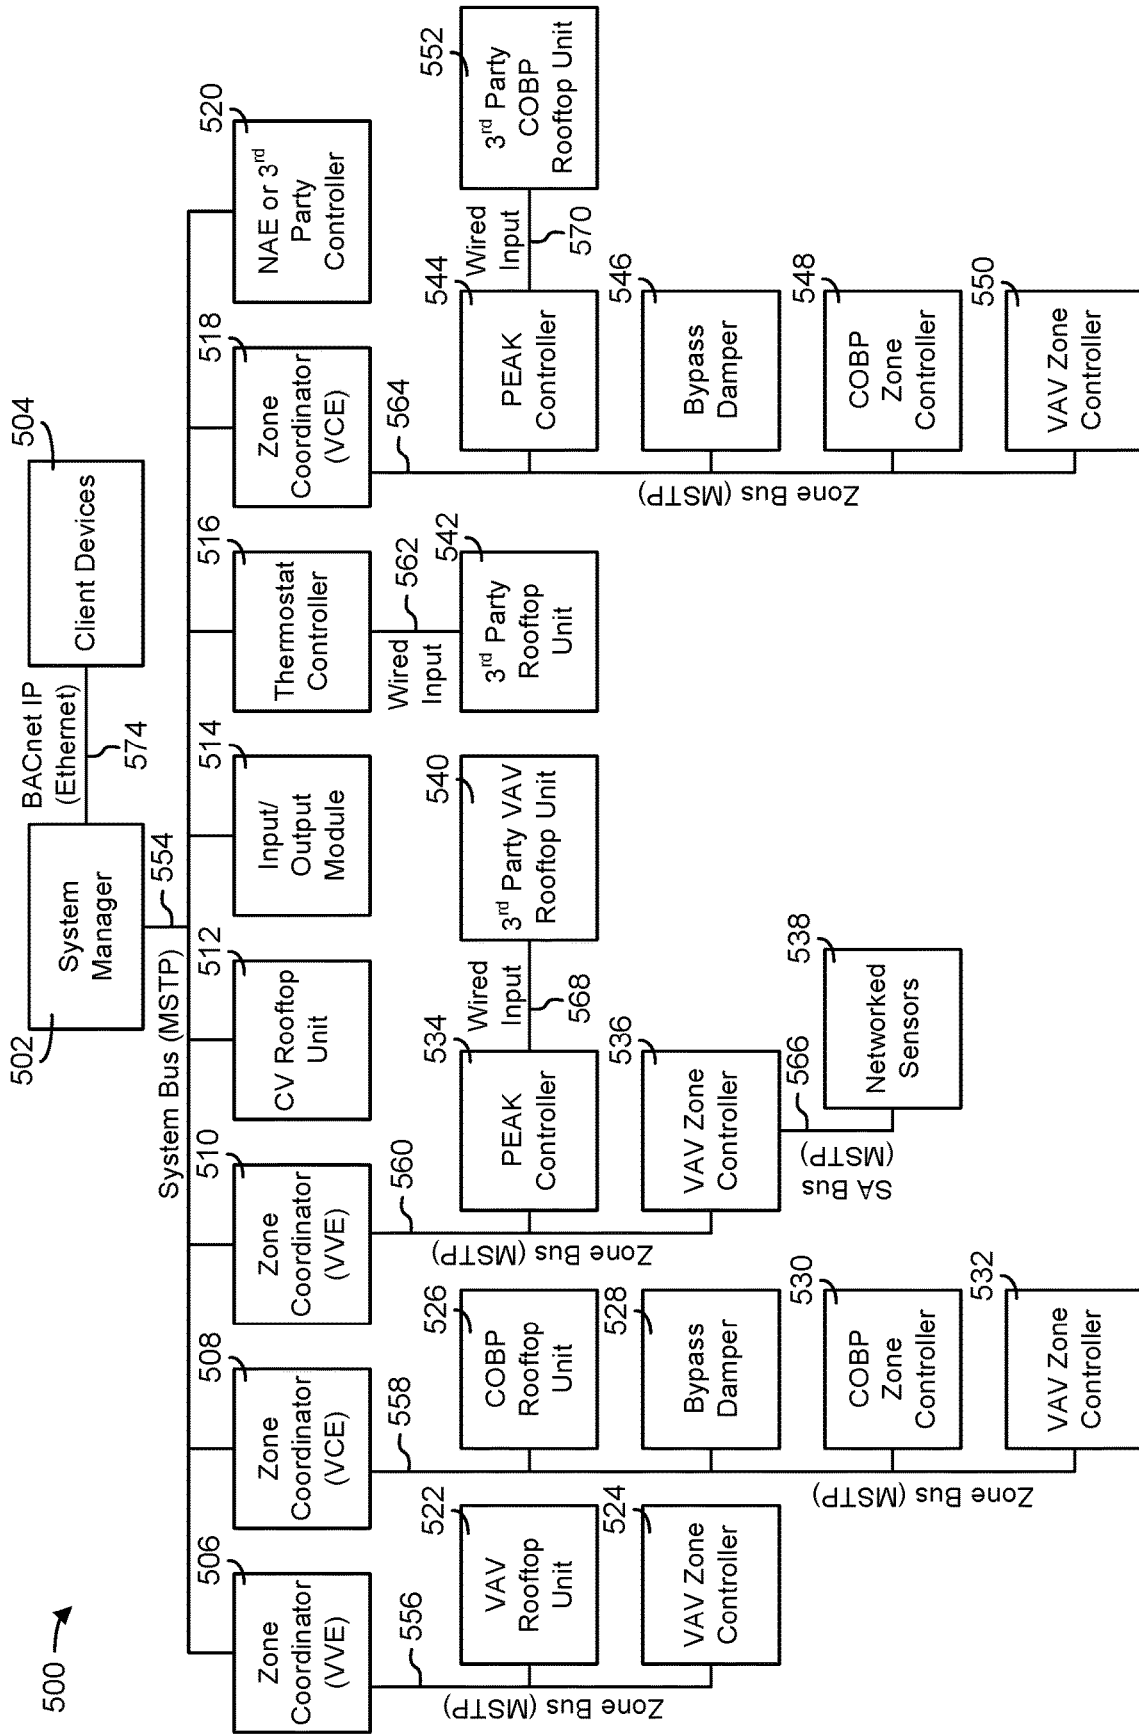 500
502
System
Manager
BACnet IP
(Ethernet)
574
504
Client Devices
System Bus (MSTP)
554
506
Zone
Coordinator
(VVE)
508
Zone
Coordinator
(VCE)
510
Zone
Coordinator
(VVE)
512
CV Rooftop
Unit
514
Input/
Output
Module
516
Thermostat
Controller
518
Zone
Coordinator
(VCE)
520
NAE or 3rd
Party
Controller
556
Zone Bus (MSTP)
522
VAV
Rooftop
Unit
524
VAV Zone
Controller
558
Zone Bus (MSTP)
526
COBP
Rooftop
Unit
528
Bypass
Damper
530
COBP
Zone
Controller
532
VAV Zone
Controller
560
Zone Bus (MSTP)
534
PEAK
Controller
Wired
Input
568
540
3rd Party VAV
Rooftop Unit
536
VAV Zone
Controller
SA Bus
(MSTP)
566
538
Networked
Sensors
Wired
Input
562
542
3rd Party
Rooftop
Unit
564
Zone Bus (MSTP)
544
PEAK
Controller
Wired
Input
570
552
3rd Party
COBP
Rooftop Unit
546
Bypass
Damper
548
COBP
Zone
Controller
550
VAV Zone
Controller